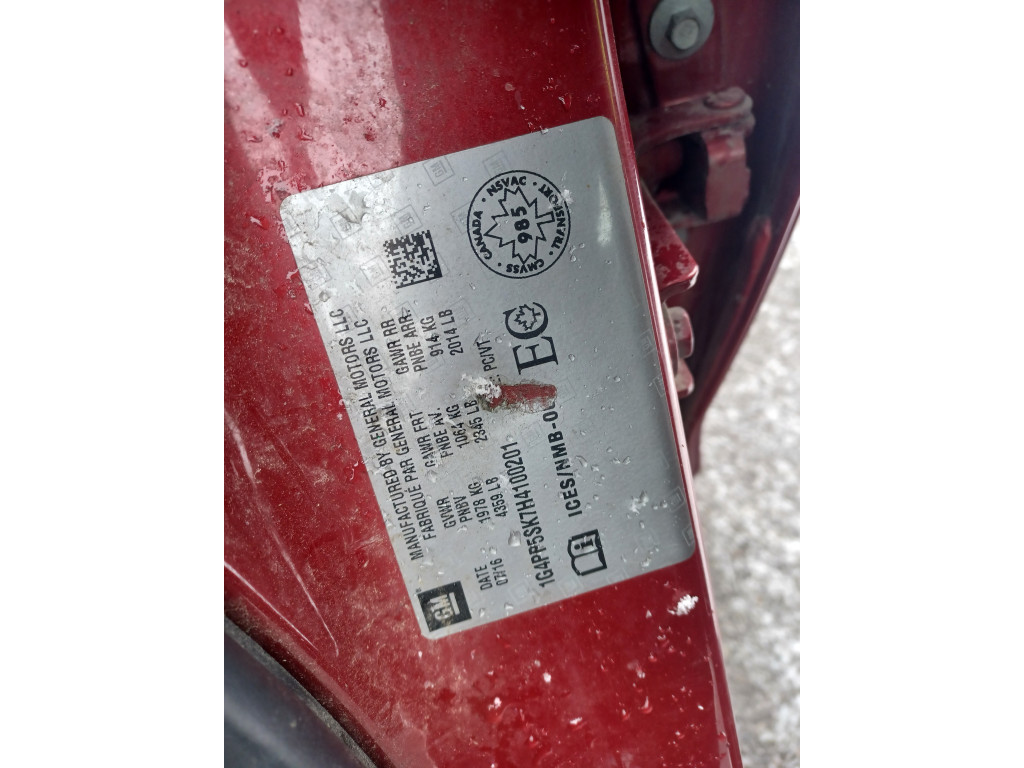 MANUFACTURED BY GENERAL MOTORS LLC
FABRIQUÉ PAR GENERAL MOTORS LLC
GVWR GAWR FRT GAWR RR
PNBV PNBE AV. PNBE ARR.
1978 KG 1064 KG 914 KG
4359 LB 2345 LB 2014 LB
DATE
07/16
GM
: PC/VT
1G4PP5SK7H4100201
ICES/NMB-
EC
CANADA · NSVAC · TRANSPORT · CMVSS ·
985